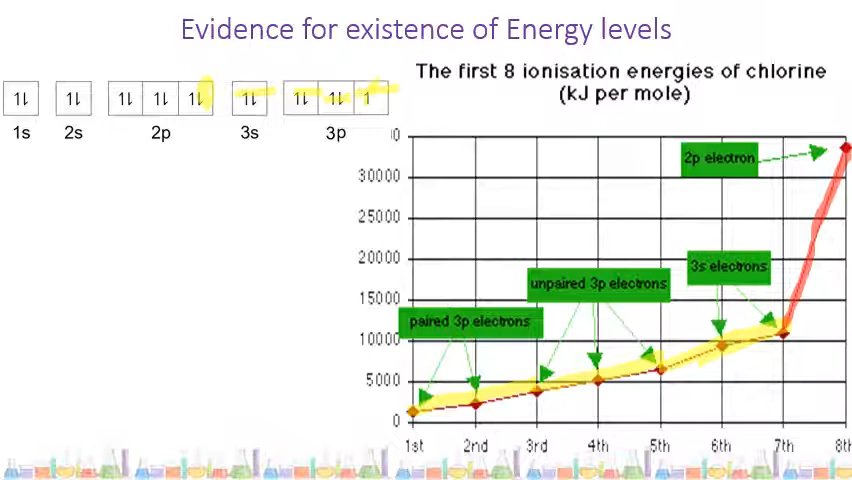 Evidence for existence of Energy levels
1s 2s 2p 3s 3p
The first 8 ionisation energies of chlorine
(kJ per mole)
30000
25000
20000
15000
10000
5000
0
2p electron
3s electrons
unpaired 3p electrons
paired 3p electrons
1st 2nd 3rd 4th 5th 6th 7th 8th